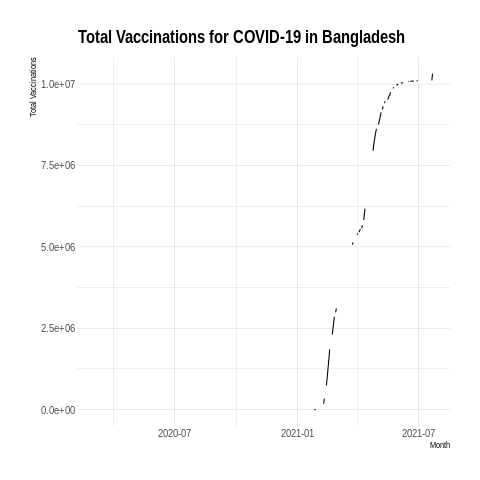 Total Vaccinations for COVID-19 in Bangladesh
Total Vaccinations
1.0e+07
7.5e+06
5.0e+06
2.5e+06
0.0e+00
2020-07
2021-01
2021-07
Month